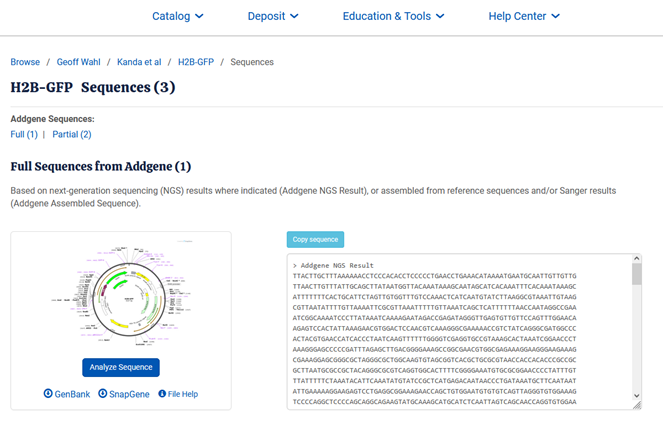 Catalog Deposit Education & Tools Help Center
Browse / Geoff Wahl / Kanda et al / H2B-GFP / Sequences
H2B-GFP Sequences (3)
Addgene Sequences:
Full (1) | Partial (2)
Full Sequences from Addgene (1)
Based on next-generation sequencing (NGS) results where indicated (Addgene NGS Result), or assembled from reference sequences and/or Sanger results
(Addgene Assembled Sequence).
Copy sequence
> Addgene NGS Result
TTACTTGCTTTAAAAAACCTCCCACACCTCCCCCTGAACCTGAAACATAAAATGAATGCAATTGTTGTTG
TTAACTTGTTTATTGCAGCTTATAATGGTTACAAATAAAGCAATAGCATCACAAATTTCACAAATAAAGC
ATTTTTTTCACTGCATTCTAGTTGTGGTTTGTCCAAACTCATCAATGTATCTTAAGGCGTAAATTGTAAG
CGTTAATATTTTGTTAAAATTCGCGTTAAATTTTTGTTAAATCAGCTCATTTTTTAACCAATAGGCCGAA
ATCGGCAAAATCCCTTATAAATCAAAAGAATAGACCGAGATAGGGTTGAGTGTTGTTCCAGTTTGGAACA
AGAGTCCACTATTAAAGAACGTGGACTCCAACGTCAAAGGGCGAAAAACCGTCTATCAGGGCGATGGCCC
ACTACGTGAACCATCACCCTAATCAAGTTTTTTGGGGTCGAGGTGCCGTAAAGCACTAAATCGGAACCCT
AAAGGGAGCCCCCGATTTAGAGCTTGACGGGGAAAGCCGGCGAACGTGGCGAGAAAGGAAGGGAAGAAAG
CGAAAGGAGCGGGCGCTAGGGCGCTGGCAAGTGTAGCGGTCACGCTGCGCGTAACCACCACACCCGCCGC
GCTTAATGCGCCGCTACAGGGCGCGTCAGGTGGCACTTTTCGGGGAAATGTGCGCGGAACCCCTATTTGT
TTATTTTTCTAAATACATTCAAATATGTATCCGCTCATGAGACAATAACCCTGATAAATGCTTCAATAAT
ATTGAAAAAGGAAGAGTCCTGAGGCGGAAAGAACCAGCTGTGGAATGTGTGTCAGTTAGGGTGTGGAAAG
TCCCCAGGCTCCCCAGCAGGCAGAAGTATGCAAAGCATGCATCTCAATTAGTCAGCAACCAGGTGTGGAA
Analyze Sequence
GenBank SnapGene File Help